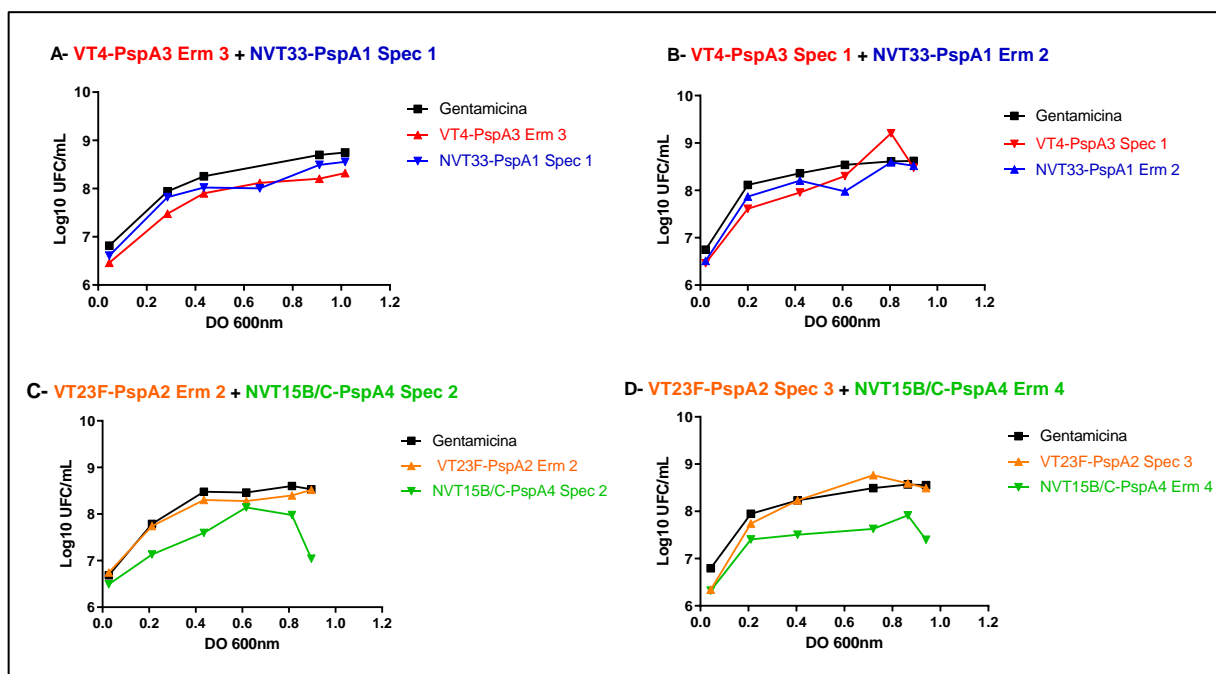 A- VT4-PspA3 Erm 3 + NVT33-PspA1 Spec 1
Gentamicina
VT4-PspA3 Erm 3
NVT33-PspA1 Spec 1
Log10 UFC/mL
10
9
8
7
6
0.0 0.2 0.4 0.6 0.8 1.0 1.2
DO 600nm
B- VT4-PspA3 Spec 1 + NVT33-PspA1 Erm 2
Gentamicina
VT4-PspA3 Spec 1
NVT33-PspA1 Erm 2
Log10 UFC/mL
10
9
8
7
6
0.0 0.2 0.4 0.6 0.8 1.0 1.2
DO 600nm
C- VT23F-PspA2 Erm 2 + NVT15B/C-PspA4 Spec 2
Gentamicina
VT23F-PspA2 Erm 2
NVT15B/C-PspA4 Spec 2
Log10 UFC/mL
10
9
8
7
6
0.0 0.2 0.4 0.6 0.8 1.0 1.2
DO 600nm
D- VT23F-PspA2 Spec 3 + NVT15B/C-PspA4 Erm 4
Gentamicina
VT23F-PspA2 Spec 3
NVT15B/C-PspA4 Erm 4
Log10 UFC/mL
10
9
8
7
6
0.0 0.2 0.4 0.6 0.8 1.0 1.2
DO 600nm